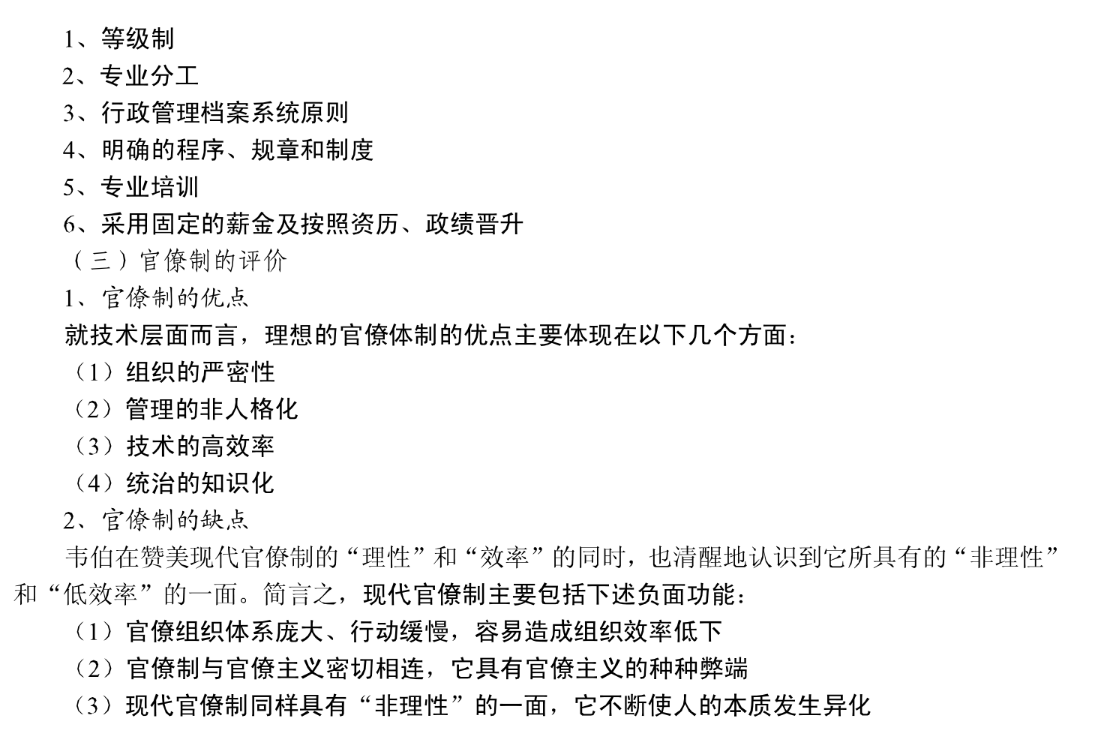 1、等级制
2、专业分工
3、行政管理档案系统原则
4、明确的程序、规章和制度
5、专业培训
6、采用固定的薪金及按照资历、政绩晋升
（三）官僚制的评价
1、官僚制的优点
就技术层面而言，理想的官僚体制的优点主要体现在以下几个方面：
（1）组织的严密性
（2）管理的非人格化
（3）技术的高效率
（4）统治的知识化
2、官僚制的缺点
韦伯在赞美现代官僚制的“理性”和“效率”的同时，也清醒地认识到它所具有的“非理性”
和“低效率”的一面。简言之，现代官僚制主要包括下述负面功能：
（1）官僚组织体系庞大、行动缓慢，容易造成组织效率低下
（2）官僚制与官僚主义密切相连，它具有官僚主义的种种弊端
（3）现代官僚制同样具有“非理性”的一面，它不断使人的本质发生异化